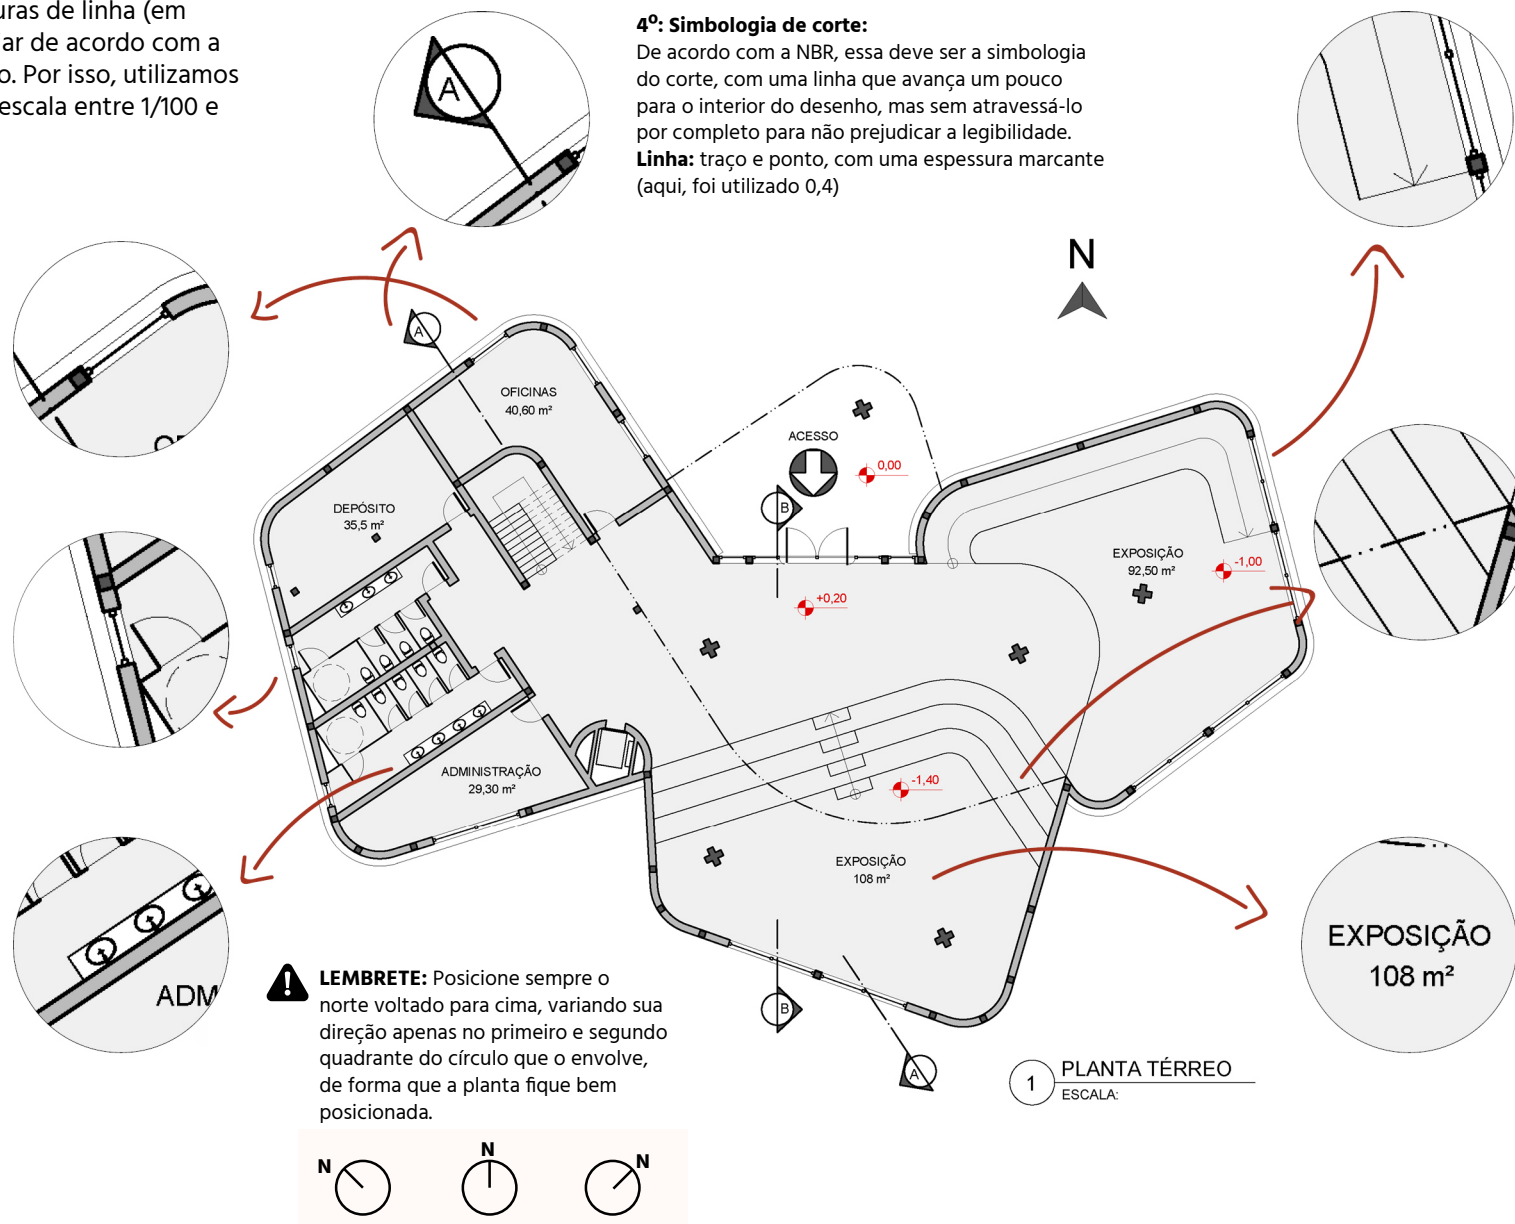 uras de linha (em
ar de acordo com a
o. Por isso, utilizamos
escala entre 1/100 e
A
4º: Simbologia de corte:
De acordo com a NBR, essa deve ser a simbologia
do corte, com uma linha que avança um pouco
para o interior do desenho, mas sem atravessá-lo
por completo para não prejudicar a legibilidade.
Linha: traço e ponto, com uma espessura marcante
(aqui, foi utilizado 0,4)
N
A
OFICINAS
40,60 m²
ACESSO
0,00
B
DEPÓSITO
35,5 m²
EXPOSIÇÃO
92,50 m²
-1,00
+0,20
ADMINISTRAÇÃO
29,30 m²
-1,40
EXPOSIÇÃO
108 m²
EXPOSIÇÃO
108 m²
ADM
B
A
LEMBRETE: Posicione sempre o
norte voltado para cima, variando sua
direção apenas no primeiro e segundo
quadrante do círculo que o envolve,
de forma que a planta fique bem
posicionada.
1 PLANTA TÉRREO
ESCALA:
N N N